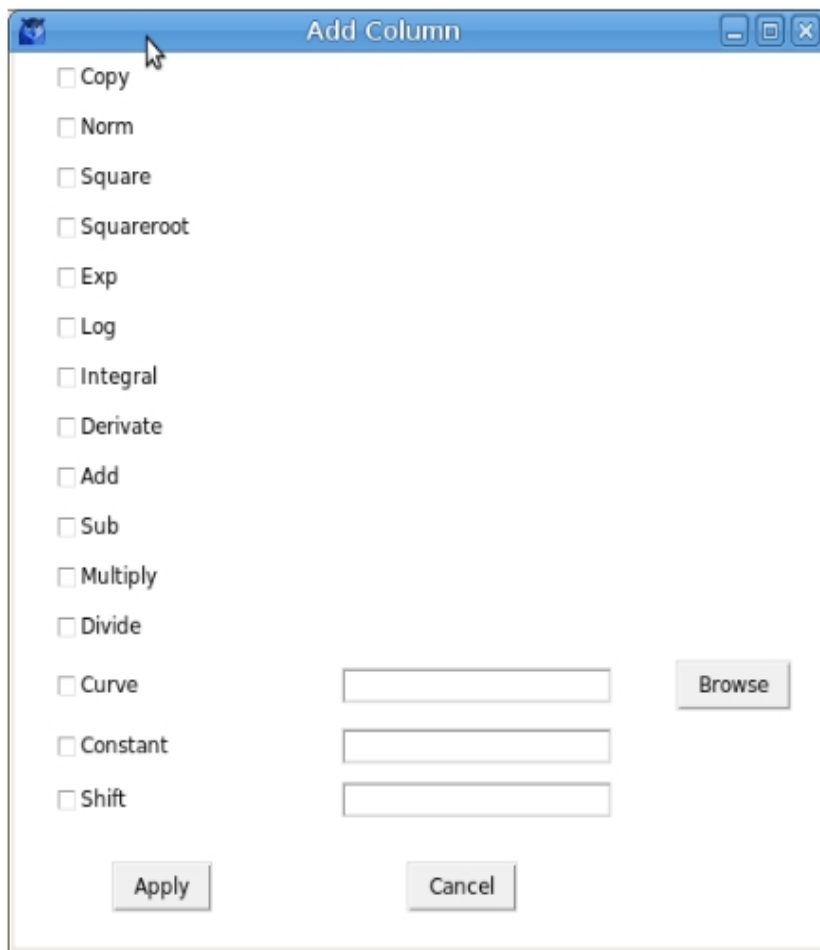 Add Column
Copy
Norm
Square
Squareroot
Exp
Log
Integral
Derivate
Add
Sub
Multiply
Divide
Curve Browse
Constant
Shift
Apply Cancel